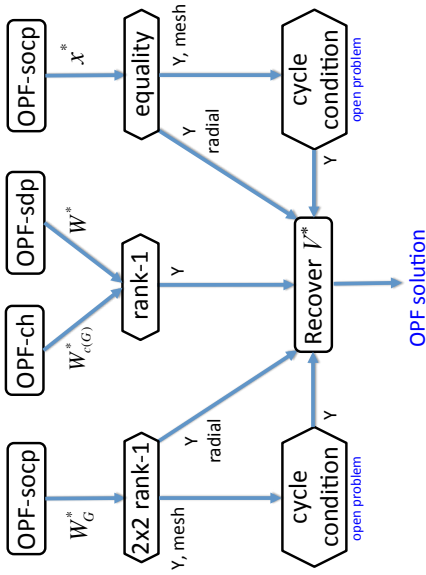 OPF-socp
OPF-ch
OPF-sdp
OPF-socp
W*_G
W*_{c(G)}
W*
x*
2x2 rank-1
rank-1
equality
Y, mesh
Y
radial
Y
Y
radial
Y, mesh
cycle
condition
open problem
Y
Recover V*
Y
cycle
condition
open problem
OPF solution